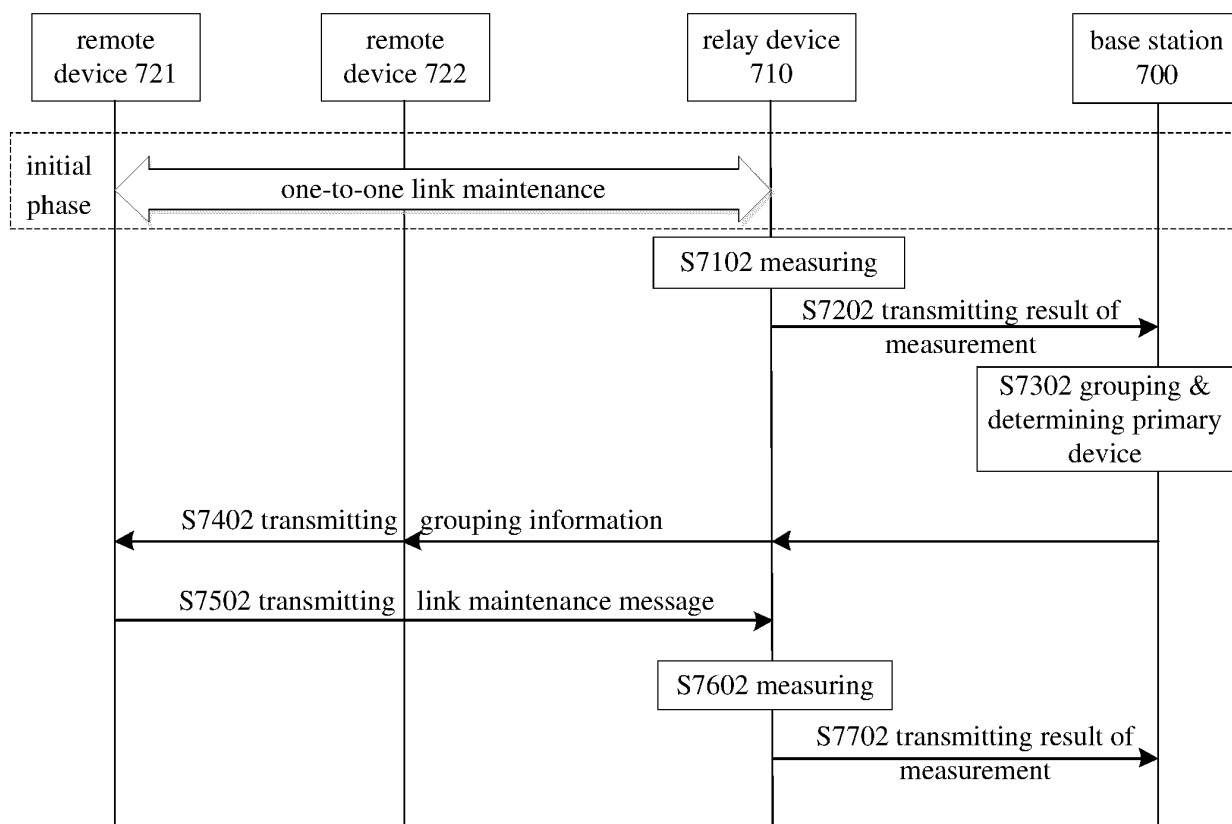 remote
device 721
remote
device 722
relay device
710
base station
700
initial
phase
one-to-one link maintenance
S7102 measuring
S7202 transmitting result of
measurement
S7302 grouping &
determining primary
device
S7402 transmitting grouping information
S7502 transmitting link maintenance message
S7602 measuring
S7702 transmitting result of
measurement